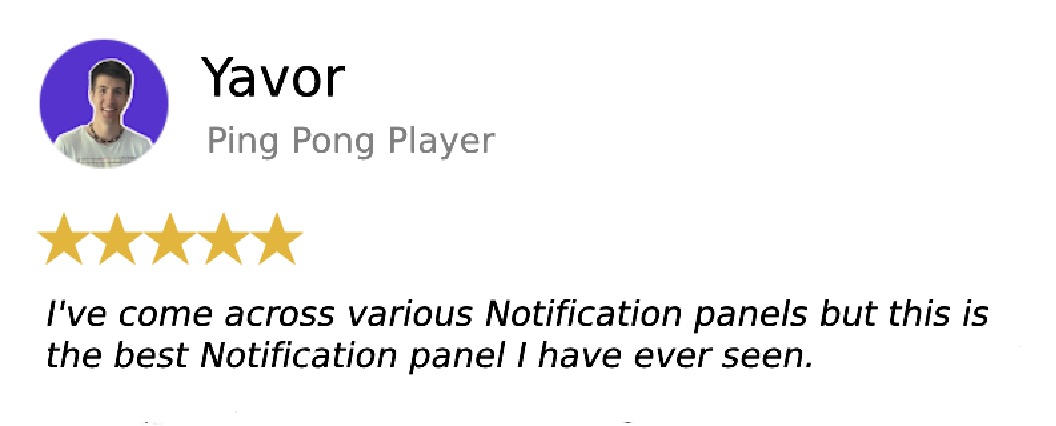 Yavor
Ping Pong Player
I've come across various Notification panels but this is
the best Notification panel I have ever seen.